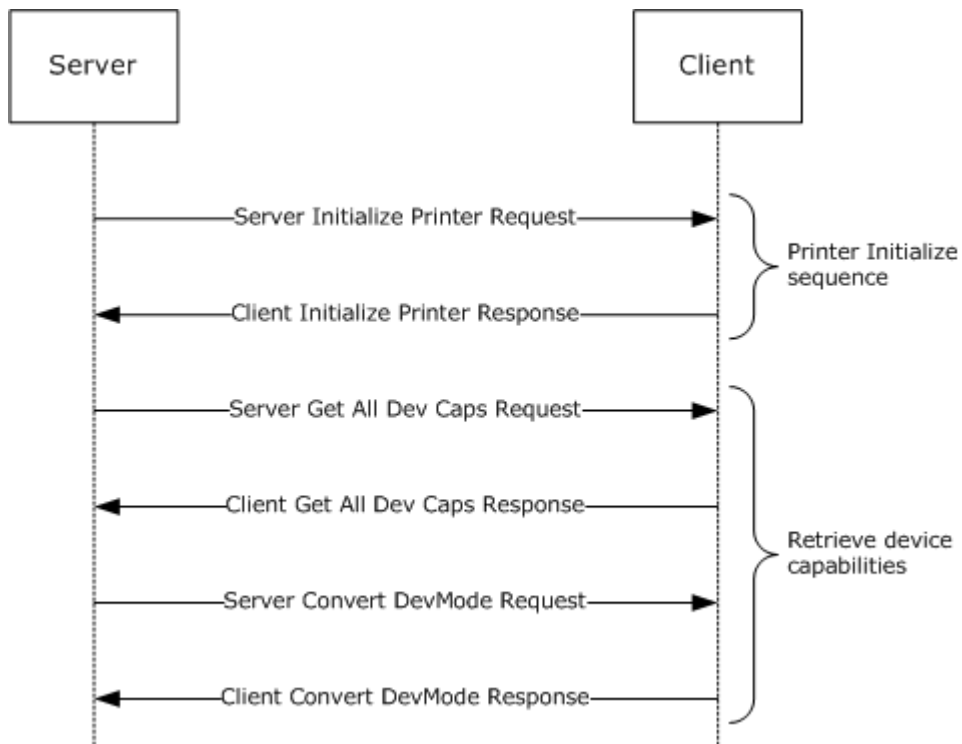 Server
Client
Server Initialize Printer Request
Printer Initialize
sequence
Client Initialize Printer Response
Server Get All Dev Caps Request
Client Get All Dev Caps Response
Retrieve device
capabilities
Server Convert DevMode Request
Client Convert DevMode Response